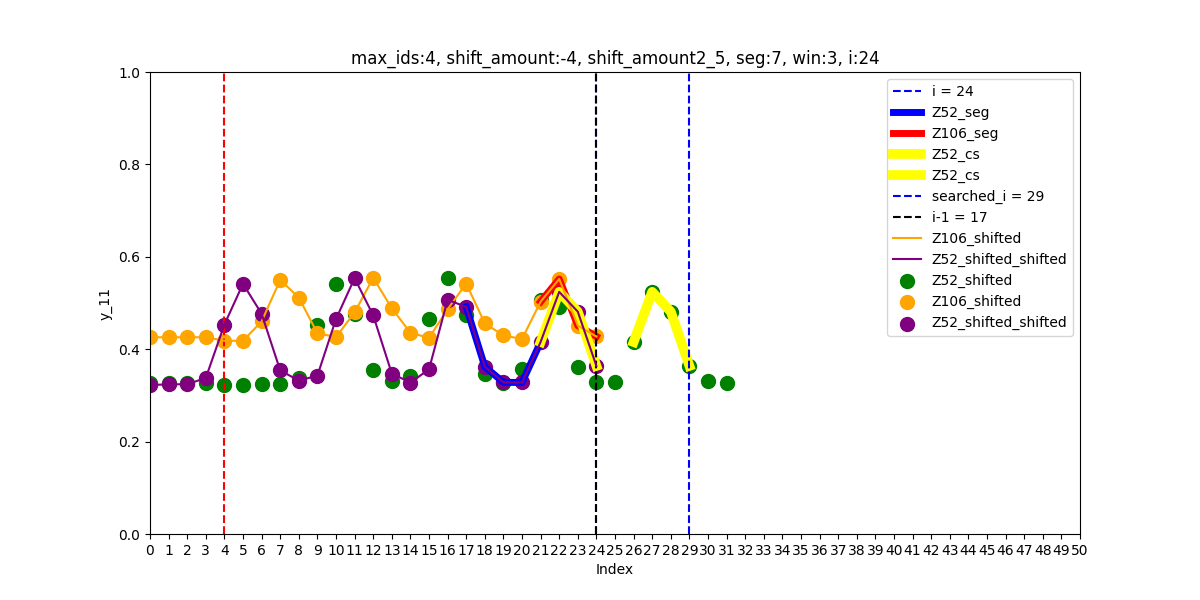 max_ids:4, shift_amount:-4, shift_amount2_5, seg:7, win:3, i:24
y_11
1.0
0.8
0.6
0.4
0.2
0.0
i = 24
Z52_seg
Z106_seg
Z52_cs
Z52_cs
searched_i = 29
i-1 = 17
Z106_shifted
Z52_shifted_shifted
Z52_shifted
Z106_shifted
Z52_shifted_shifted
0 1 2 3 4 5 6 7 8 9 10 11 12 13 14 15 16 17 18 19 20 21 22 23 24 25 26 27 28 29 30 31 32 33 34 35 36 37 38 39 40 41 42 43 44 45 46 47 48 49 50
Index